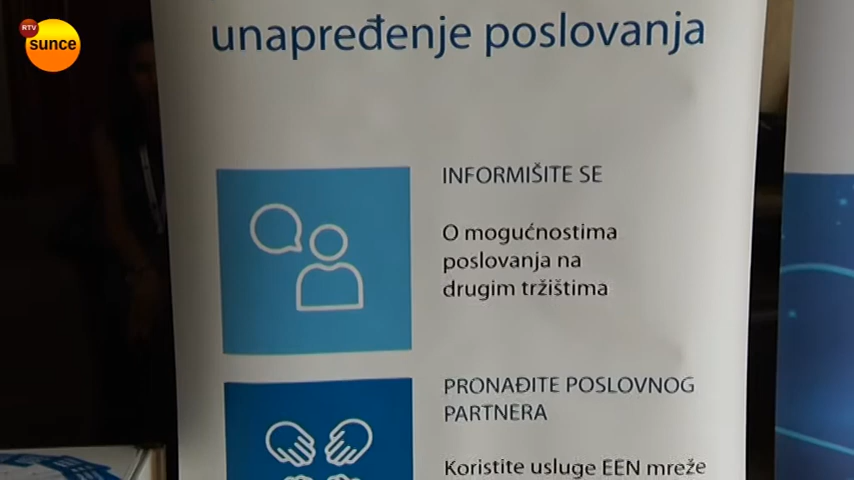 RTV
sunce
unapređenje poslovanja
INFORMIŠITE SE
O mogućnostima
poslovanja na
drugim tržištima
PRONAĐITE POSLOVNOG
PARTNERA
Koristite usluge EEN mreže